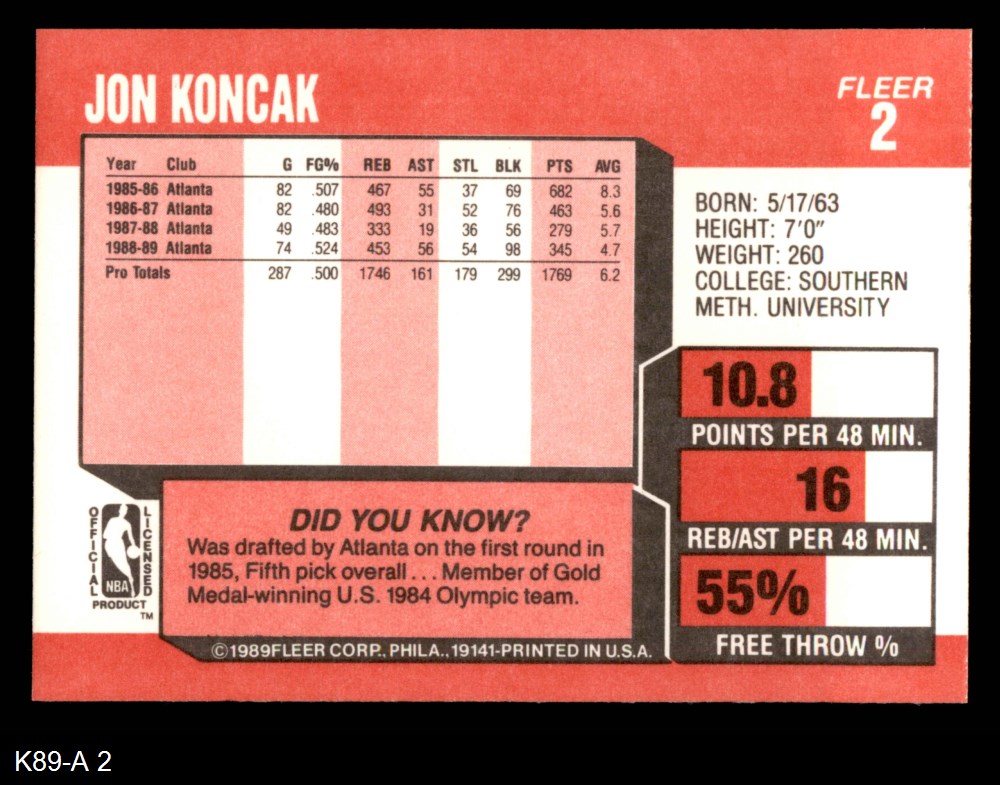 JON KONCAK
FLEER
2
Year Club G FG% REB AST STL BLK PTS AVG
1985-86 Atlanta 82 .507 467 55 37 69 682 8.3
1986-87 Atlanta 82 .480 493 31 52 76 463 5.6
1987-88 Atlanta 49 .483 333 19 36 56 279 5.7
1988-89 Atlanta 74 .524 453 56 54 98 345 4.7
Pro Totals 287 .500 1746 161 179 299 1769 6.2
BORN: 5/17/63
HEIGHT: 7'0"
WEIGHT: 260
COLLEGE: SOUTHERN
METH. UNIVERSITY
10.8
POINTS PER 48 MIN.
16
REB/AST PER 48 MIN.
55%
FREE THROW %
DID YOU KNOW?
Was drafted by Atlanta on the first round in
1985, Fifth pick overall... Member of Gold
Medal-winning U.S. 1984 Olympic team.
OFFICIAL
LICENSED
NBA
PRODUCT
TM
©1989FLEER CORP., PHILA., 19141-PRINTED IN U.S.A.
K89-A 2